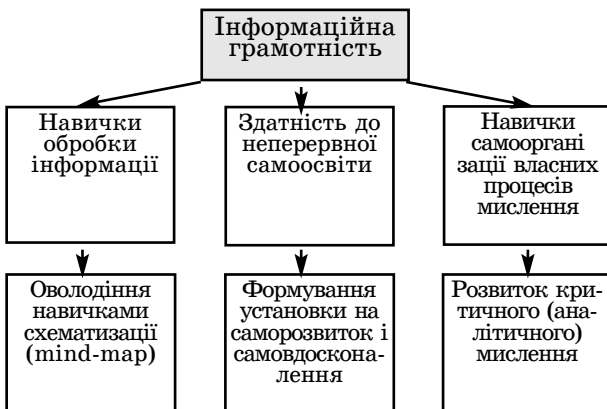 Інформаційна
грамотність
Навички
обробки
інформації
Здатність до
неперервної
самоосвіти
Навички
самооргані
зації власних
процесів
мислення
Оволодіння
навичками
схематизації
(mind-map)
Формування
установки на
саморозвиток і
самовдоскона-
лення
Розвиток кри-
тичного (ана-
літичного)
мислення